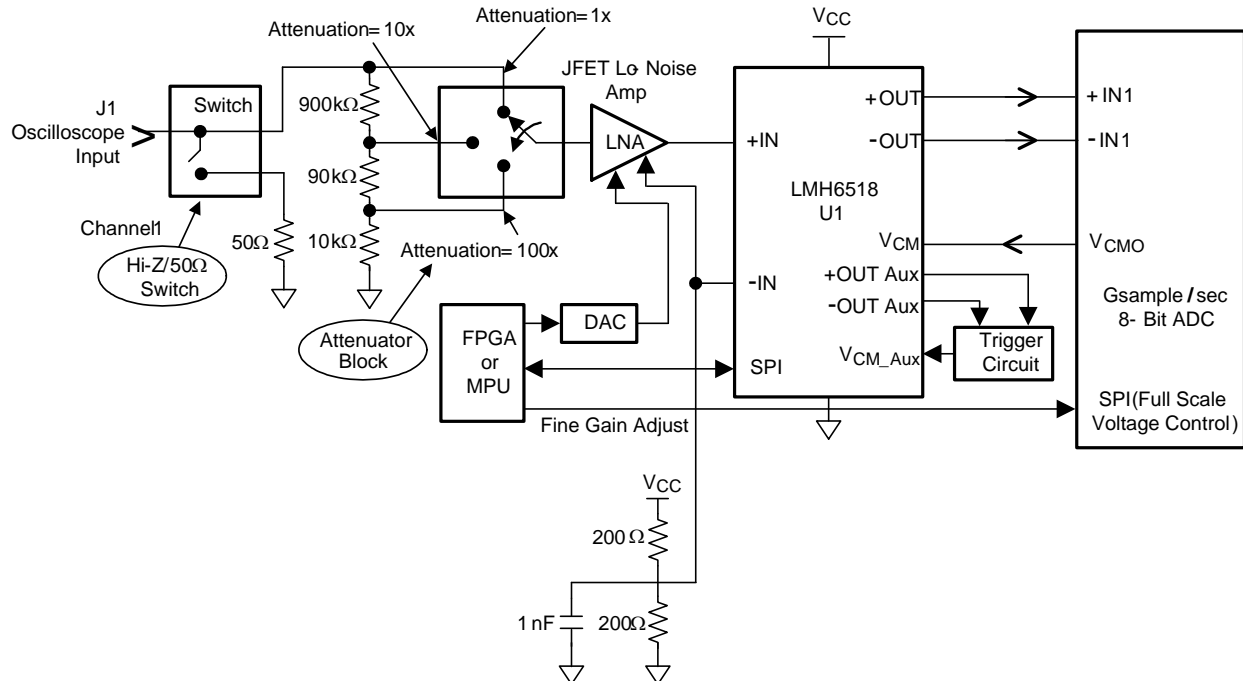 Attenuation=10x
Attenuation=1x
VCC
J1
Oscilloscope
Input
Switch
900kΩ
JFET Lo- Noise
Amp
LNA
+IN
+OUT
-OUT
+IN1
-IN1
90kΩ
LMH6518
U1
Channel1
Hi-Z/50Ω
Switch
50Ω
10kΩ
Attenuation=100x
VCM
VCMO
-IN
+OUT Aux
-OUT Aux
Gsample/sec
8- Bit ADC
Attenuator
Block
FPGA
or
MPU
DAC
SPI
VCM_Aux
Trigger
Circuit
Fine Gain Adjust
SPI(Full Scale
Voltage Control)
VCC
200Ω
1nF
200Ω